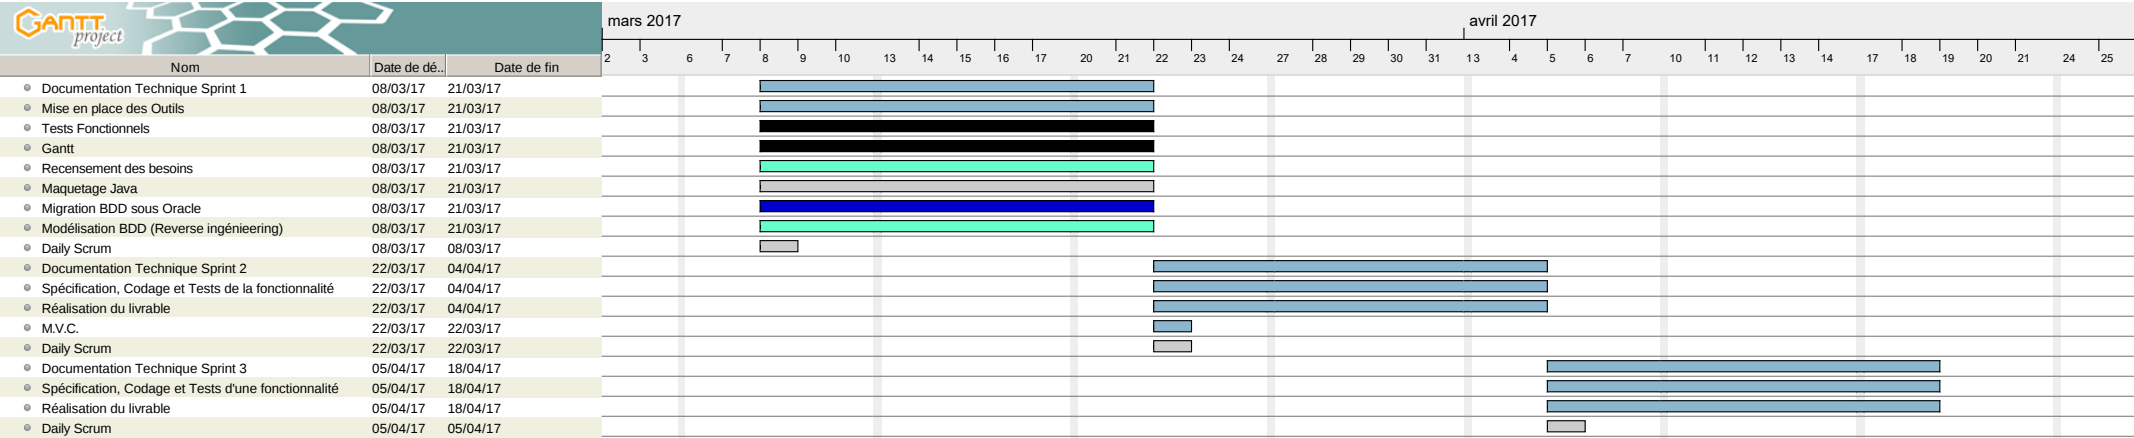 GANTT
project
mars 2017 avril 2017
2 3 6 7 8 9 10 13 14 15 16 17 20 21 22 23 24 27 28 29 30 31 1 3 4 5 6 7 10 11 12 13 14 17 18 19 20 21 24 25
Nom Date de dé... Date de fin
Documentation Technique Sprint 1 08/03/17 21/03/17
Mise en place des Outils 08/03/17 21/03/17
Tests Fonctionnels 08/03/17 21/03/17
Gantt 08/03/17 21/03/17
Recensement des besoins 08/03/17 21/03/17
Maquetage Java 08/03/17 21/03/17
Migration BDD sous Oracle 08/03/17 21/03/17
Modélisation BDD (Reverse ingénieering) 08/03/17 21/03/17
Daily Scrum 08/03/17 08/03/17
Documentation Technique Sprint 2 22/03/17 04/04/17
Spécification, Codage et Tests de la fonctionnalité 22/03/17 04/04/17
Réalisation du livrable 22/03/17 04/04/17
M.V.C. 22/03/17 22/03/17
Daily Scrum 22/03/17 22/03/17
Documentation Technique Sprint 3 05/04/17 18/04/17
Spécification, Codage et Tests d'une fonctionnalité 05/04/17 18/04/17
Réalisation du livrable 05/04/17 18/04/17
Daily Scrum 05/04/17 05/04/17